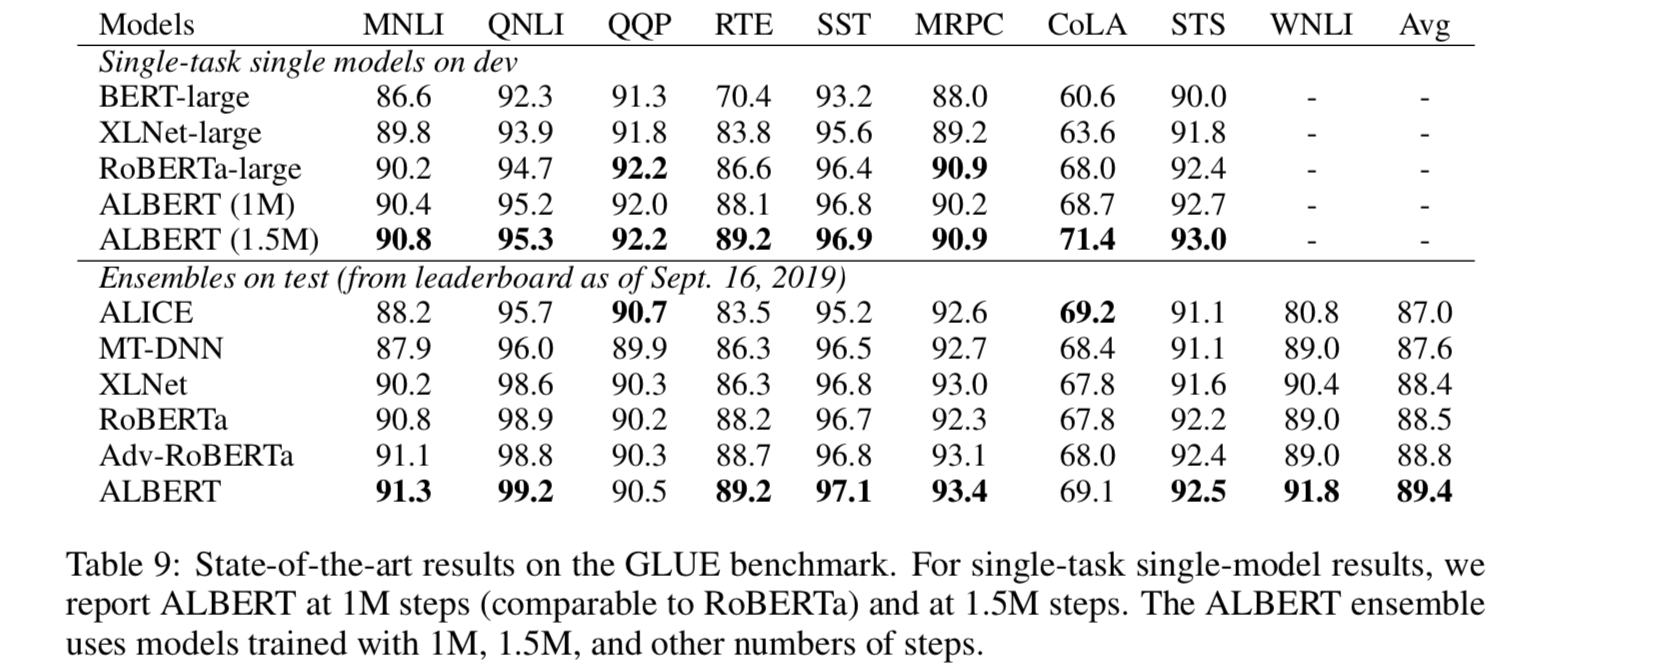 Models MNLI QNLI QQP RTE SST MRPC CoLA STS WNLI Avg
Single-task single models on dev
BERT-large 86.6 92.3 91.3 70.4 93.2 88.0 60.6 90.0 - -
XLNet-large 89.8 93.9 91.8 83.8 95.6 89.2 63.6 91.8 - -
RoBERTa-large 90.2 94.7 92.2 86.6 96.4 90.9 68.0 92.4 - -
ALBERT (1M) 90.4 95.2 92.0 88.1 96.8 90.2 68.7 92.7 - -
ALBERT (1.5M) 90.8 95.3 92.2 89.2 96.9 90.9 71.4 93.0 - -
Ensembles on test (from leaderboard as of Sept. 16, 2019)
ALICE 88.2 95.7 90.7 83.5 95.2 92.6 69.2 91.1 80.8 87.0
MT-DNN 87.9 96.0 89.9 86.3 96.5 92.7 68.4 91.1 89.0 87.6
XLNet 90.2 98.6 90.3 86.3 96.8 93.0 67.8 91.6 90.4 88.4
RoBERTa 90.8 98.9 90.2 88.2 96.7 92.3 67.8 92.2 89.0 88.5
Adv-RoBERTa 91.1 98.8 90.3 88.7 96.8 93.1 68.0 92.4 89.0 88.8
ALBERT 91.3 99.2 90.5 89.2 97.1 93.4 69.1 92.5 91.8 89.4
Table 9: State-of-the-art results on the GLUE benchmark. For single-task single-model results, we
report ALBERT at 1M steps (comparable to RoBERTa) and at 1.5M steps. The ALBERT ensemble
uses models trained with 1M, 1.5M, and other numbers of steps.